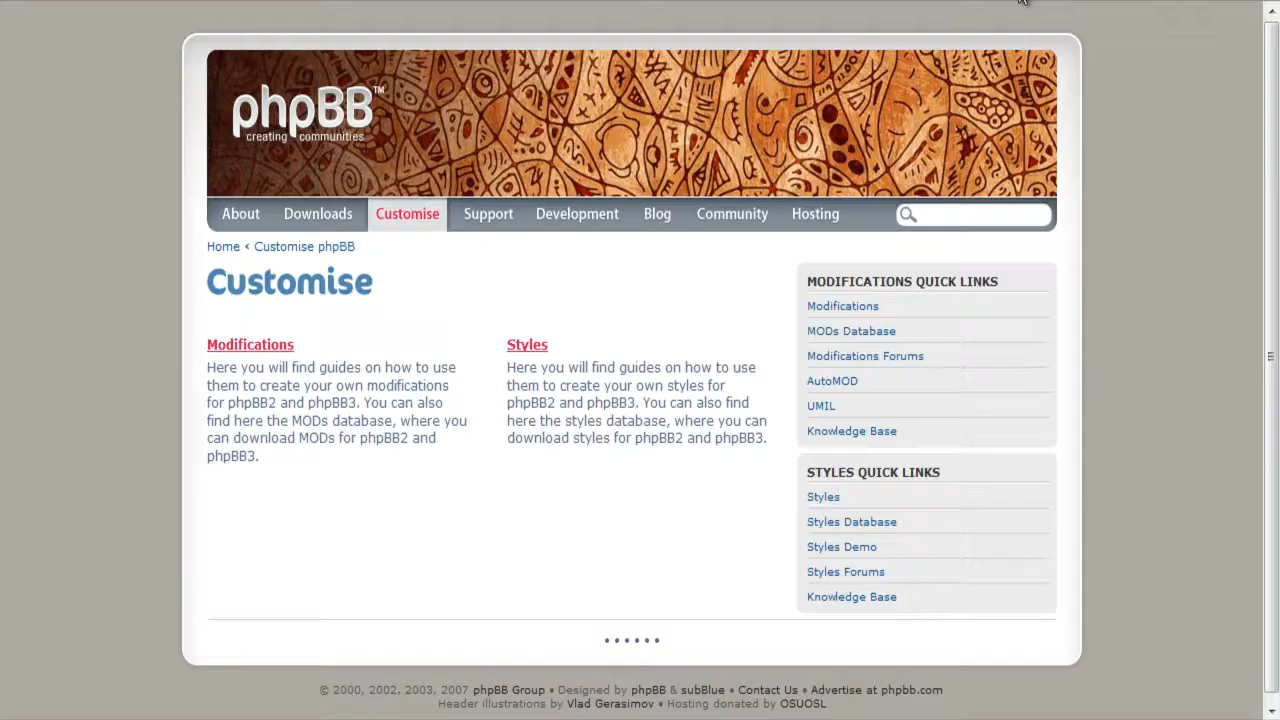 phpBB™
creating communities
About Downloads Customise Support Development Blog Community Hosting
Home < Customise phpBB
Customise
Modifications
Here you will find guides on how to use
them to create your own modifications
for phpBB2 and phpBB3. You can also
find here the MODs database, where you
can download MODs for phpBB2 and
phpBB3.
Styles
Here you will find guides on how to use
them to create your own styles for
phpBB2 and phpBB3. You can also find
here the styles database, where you can
download styles for phpBB2 and phpBB3.
MODIFICATIONS QUICK LINKS
Modifications
MODs Database
Modifications Forums
AutoMOD
UMIL
Knowledge Base
STYLES QUICK LINKS
Styles
Styles Database
Styles Demo
Styles Forums
Knowledge Base
© 2000, 2002, 2003, 2007 phpBB Group • Designed by phpBB & subBlue • Contact Us • Advertise at phpbb.com
Header illustrations by Vlad Gerasimov • Hosting donated by OSUOSL